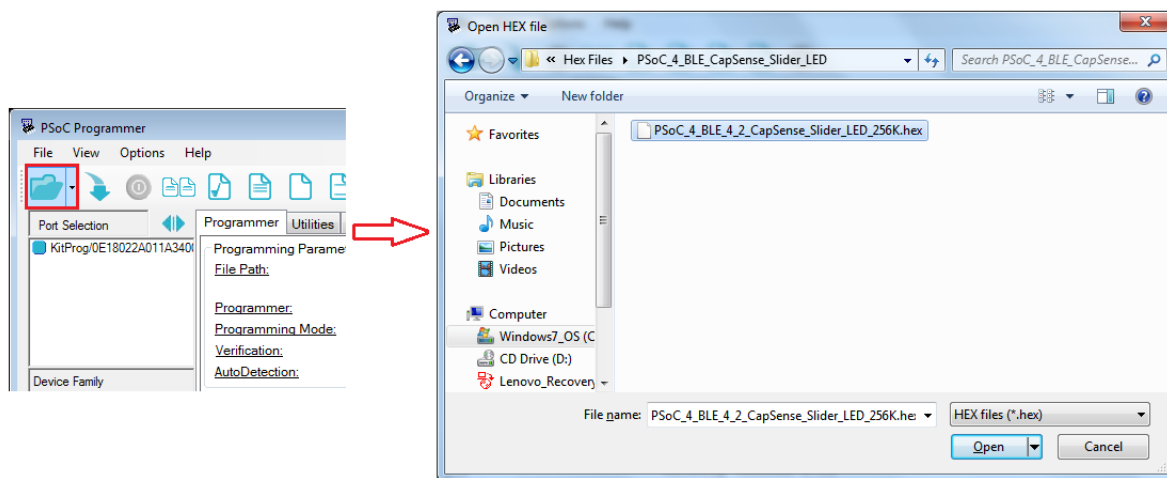 PSoC Programmer
File View Options Help
Port Selection
KitProg/0E18022A011A340
Device Family
Programmer Utilities
Programming Parame
File Path:
Programmer:
Programming Mode:
Verification:
AutoDetection:
Open HEX file
« Hex Files PSoC_4_BLE_CapSense_Slider_LED
Search PSoC_4_BLE_CapSense...
Organize New folder
Favorites
Libraries
Documents
Music
Pictures
Videos
Computer
Windows7_OS (C
CD Drive (D:)
Lenovo_Recovery
PSoC_4_BLE_4_2_CapSense_Slider_LED_256K.hex
File name: PSoC_4_BLE_4_2_CapSense_Slider_LED_256K.he
HEX files (*.hex)
Open Cancel